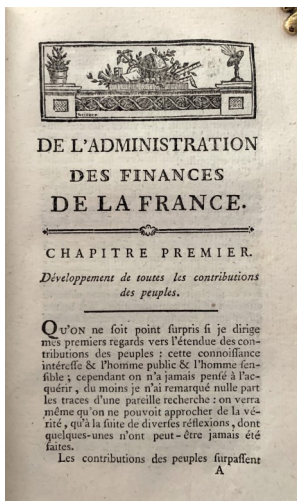 DE L'ADMINISTRATION
DES FINANCES
DE LA FRANCE.
CHAPITRE PREMIER.
Développement de toutes les contributions
des peuples.
QU'ON ne ſoit point surpris ſi je dirige
mes premiers regards vers l'étendue des con-
tributions des peuples : cette connoiſſance
intéreſſe & l'homme public & l'homme ſen-
ſible ; cependant on n'a jamais penſé à l'ac-
quérir, du moins je n'ai remarqué nulle part
les traces d'une pareille recherche : on verra
même qu'on ne pouvoit approcher de la vé-
rité, qu'à la ſuite de diverſes réflexions, dont
quelques-unes n'ont peut-être jamais été
faites.
Les contributions des peuples ſurpaſſent
A